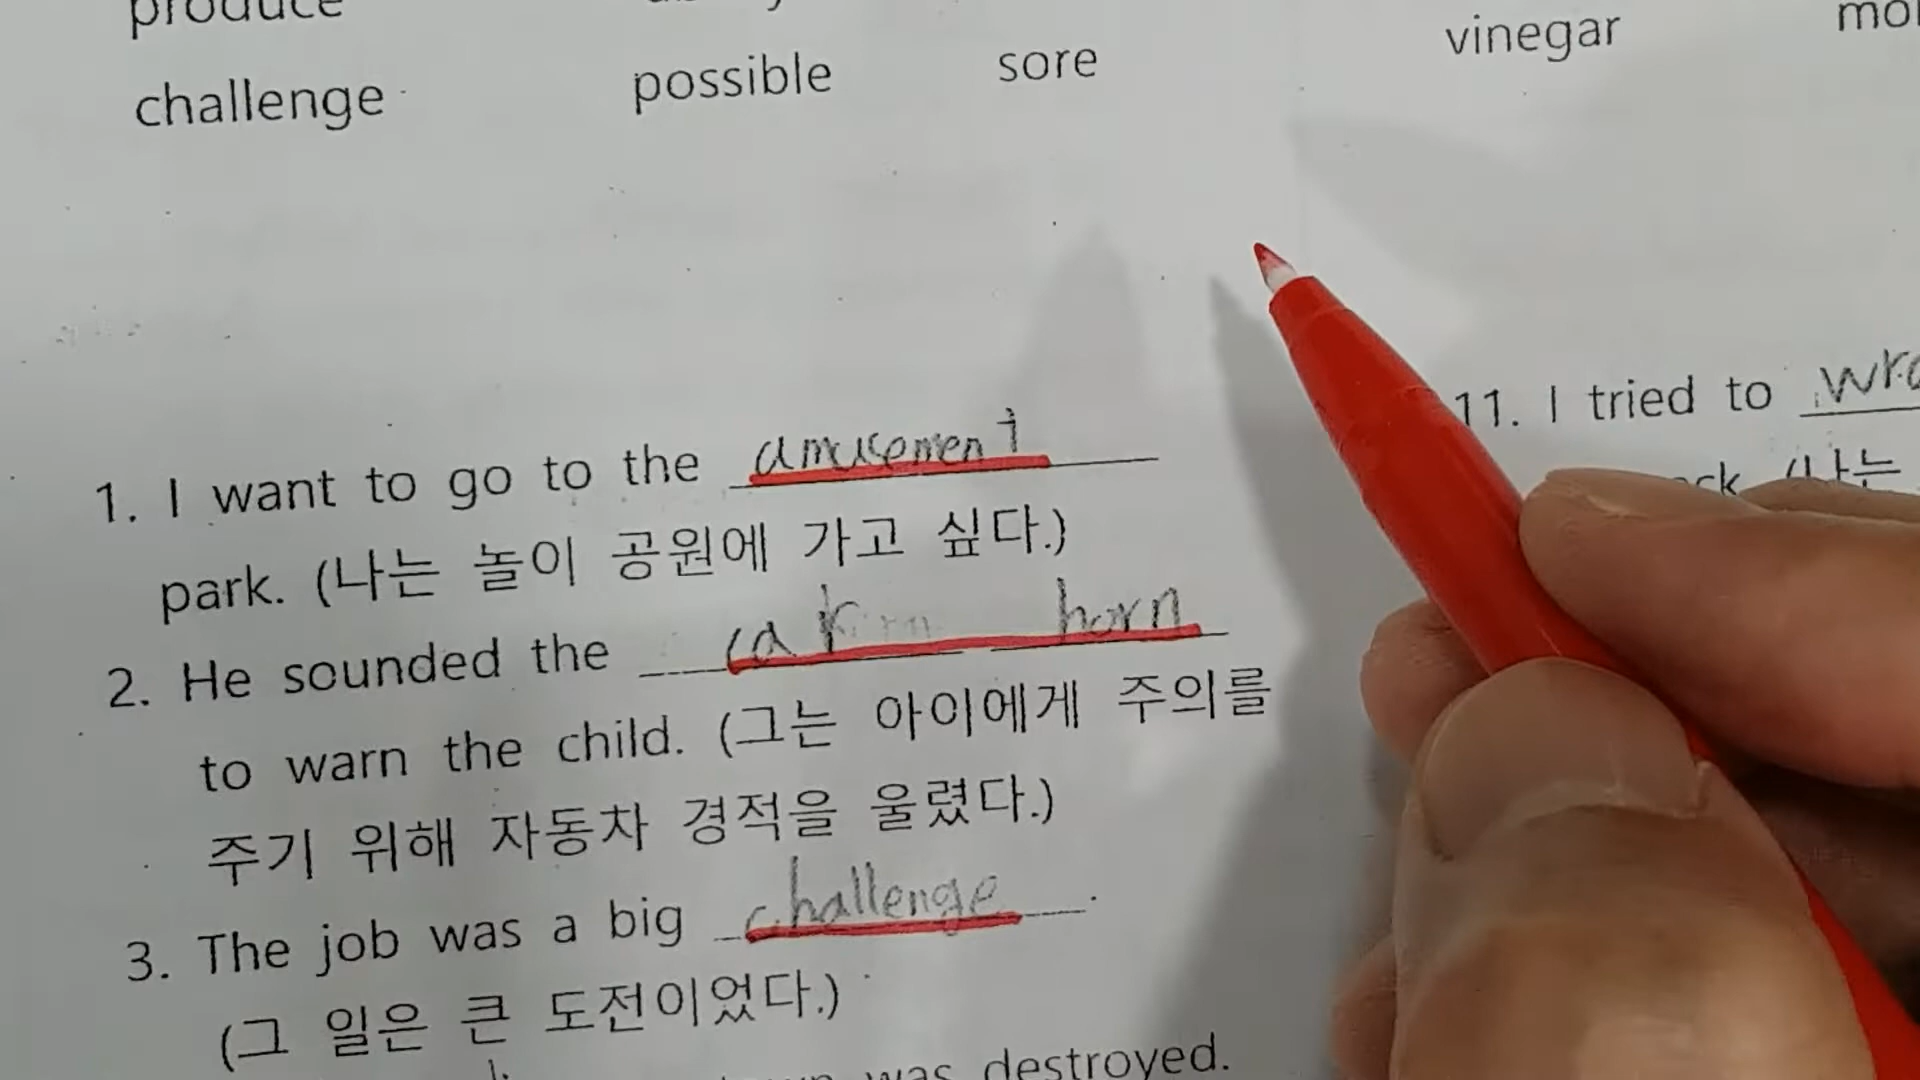 produce
challenge possible sore vinegar
1. I want to go to the amusement
park. (나는 놀이 공원에 가고 싶다.)
2. He sounded the car horn
to warn the child. (그는 아이에게 주의를
주기 위해 자동차 경적을 울렸다.)
3. The job was a big challenge.
(그 일은 큰 도전이었다.)
was destroyed.
11. I tried to
(나는